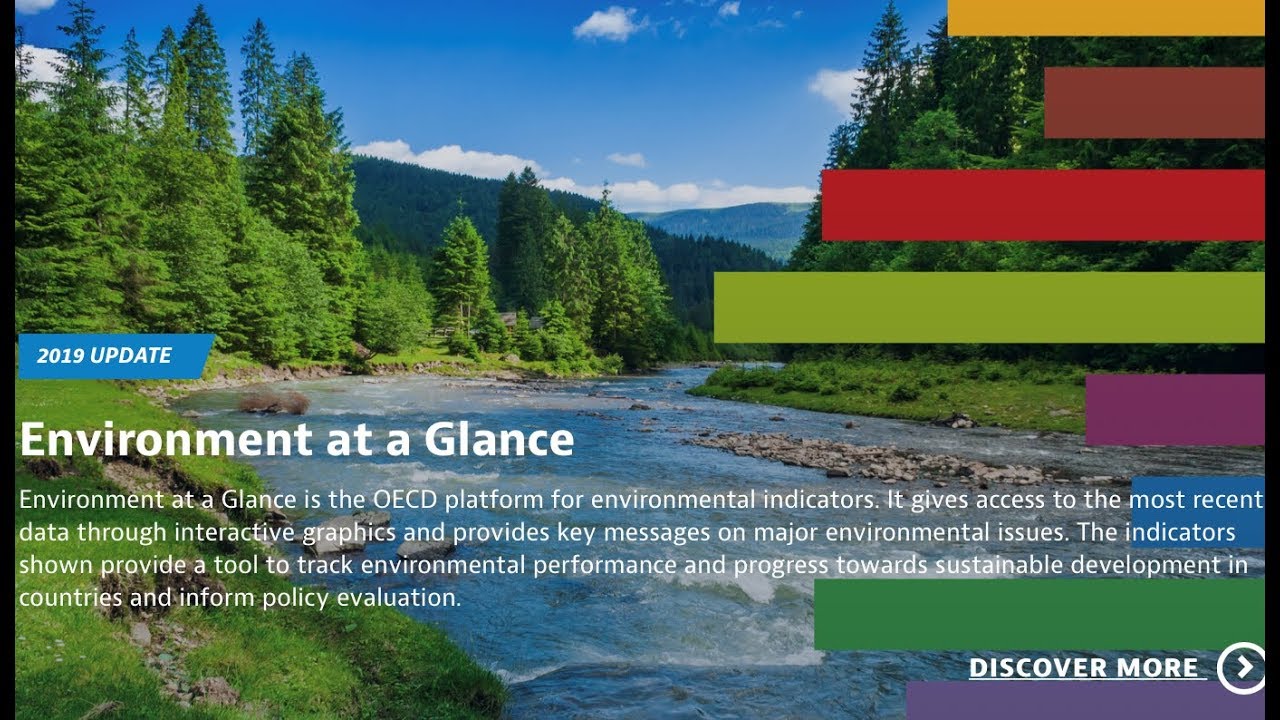 2019 UPDATE
Environment at a Glance
Environment at a Glance is the OECD platform for environmental indicators. It gives access to the most recent
data through interactive graphics and provides key messages on major environmental issues. The indicators
shown provide a tool to track environmental performance and progress towards sustainable development in
countries and inform policy evaluation.
DISCOVER MORE